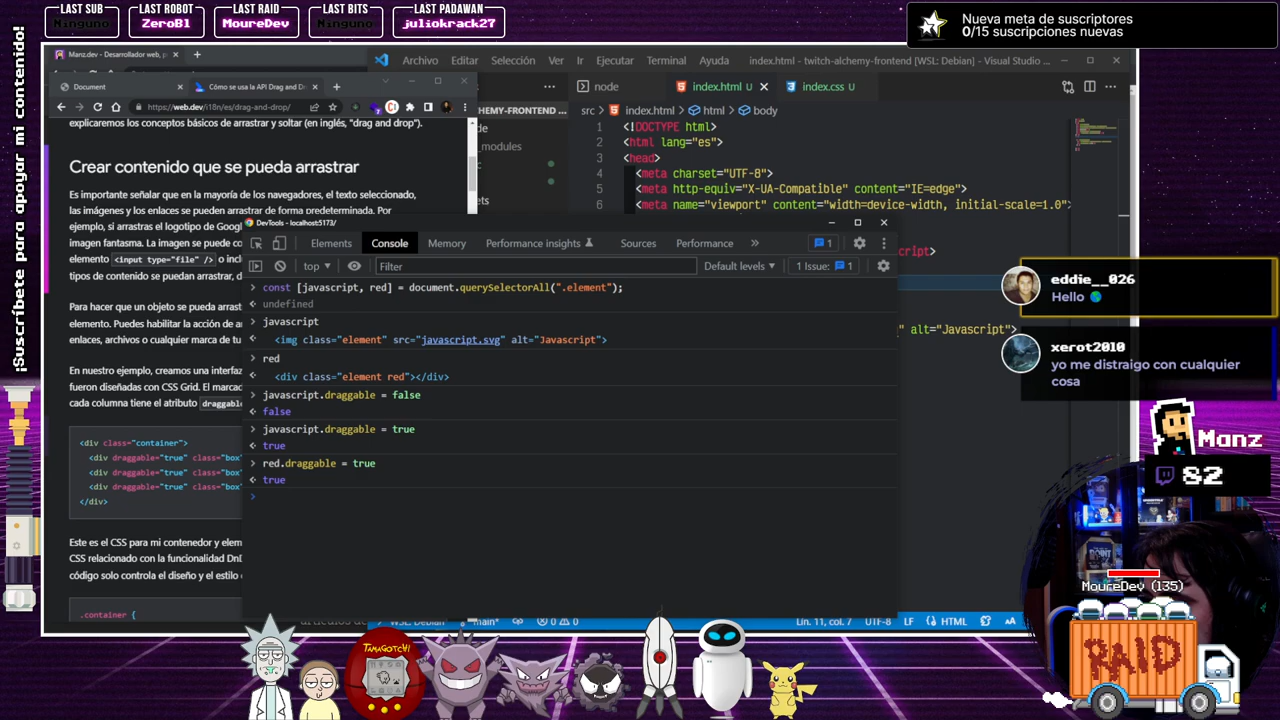 LAST SUB
Ninguno
LAST ROBOT
ZeroBl
LAST RAID
MoureDev
LAST BITS
Ninguno
LAST PADAWAN
juliokrack27
Nueva meta de suscriptores
0/15 suscripciones nuevas
¡Suscríbete para apoyar mi contenido!
Manz.dev - Desarrollador web, p
Document
Cómo se usa la API Drag and D
https://web.dev/i18n/es/drag-and-drop/
explicaremos los conceptos básicos de arrastrar y soltar (en inglés, "drag and drop").
Crear contenido que se pueda arrastrar
Es importante señalar que en la mayoría de los navegadores, el texto seleccionado,
las imágenes y los enlaces se pueden arrastrar de forma predeterminada. Por
ejemplo, si arrastras el logotipo de Goog
imagen fantasma. La imagen se puede co
elemento <input type="file" /> o inclu
tipos de contenido se puedan arrastrar, d
Para hacer que un objeto se pueda arrast
elemento. Puedes habilitar la acción de a
enlaces, archivos o cualquier marca de tu
En nuestro ejemplo, creamos una interfaz
fueron diseñadas con CSS Grid. El marcad
cada columna tiene el atributo draggable
<div class="container">
<div draggable="true" class="box"
<div draggable="true" class="box"
<div draggable="true" class="box"
</div>
Este es el CSS para mi contenedor y elem
CSS relacionado con la funcionalidad DnD
código solo controla el diseño y el estilo
.container {
Archivo Editar Selección Ver Ir Ejecutar Terminal Ayuda
index.html - twitch-alchemy-frontend [WSL: Debian] - Visual Studio ...
node
index.html U
index.css U
HEMY-FRONTEND ...
src > index.html > html > body
_modules
1 <!DOCTYPE html>
2 <html lang="es">
3 <head>
4 <meta charset="UTF-8">
5 <meta http-equiv="X-UA-Compatible" content="IE=edge">
6 <meta name="viewport" content="width=device-width, initial-scale=1.0">
cript>
alt="Javascript">
DevTools - localhost:5173/
Elements Console Memory Performance insights Sources Performance » 1
top Filter Default levels 1 Issue: 1
const [javascript, red] = document.querySelectorAll(".element");
undefined
javascript
<img class="element" src="javascript.svg" alt="Javascript">
red
<div class="element red"></div>
javascript.draggable = false
false
javascript.draggable = true
true
red.draggable = true
true
WSL: Debian main* 0 0
Lín. 11, col. 7 UTF-8 LF HTML
eddie__026
Hello
xerot2010
yo me distraigo con cualquier
cosa
Manz
82
MoureDev (135)
RAID
TAMAGOTCHI